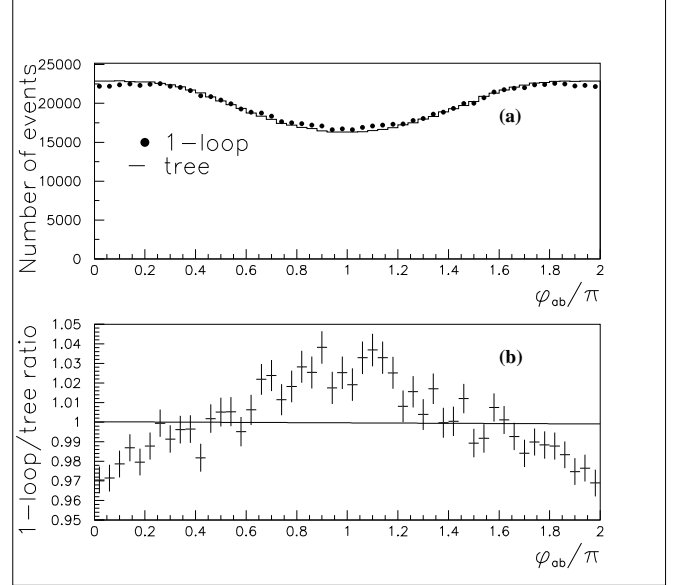 Number of events
25000
20000
15000
10000
5000
0
(a)
1-loop
tree
0 0.2 0.4 0.6 0.8 1 1.2 1.4 1.6 1.8 2
φab/π
1-loop/tree ratio
1.05
1.04
1.03
1.02
1.01
1
0.99
0.98
0.97
0.96
0.95
(b)
0 0.2 0.4 0.6 0.8 1 1.2 1.4 1.6 1.8 2
φab/π